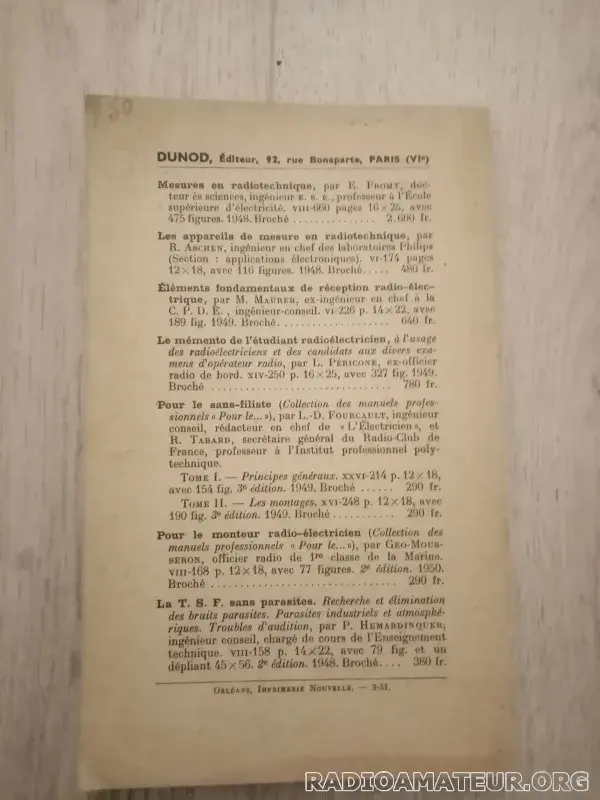 50
DUNOD, Éditeur, 92, rue Bonaparte, PARIS (VIe)
Mesures en radiotechnique, par E. Fromy, doc-
teur ès sciences, ingénieur E. S. E., professeur à l'École
supérieure d'électricité. VIII-660 pages 16×25, avec
475 figures. 1948. Broché ............... 2.600 fr.
Les appareils de mesure en radiotechnique, par
R. Aschen, ingénieur en chef des laboratoires Philips
(Section : applications électroniques). VI-174 pages
12×18, avec 116 figures. 1948. Broché..... 480 fr.
Éléments fondamentaux de réception radio-élec-
trique, par M. Maurer, ex-ingénieur en chef à la
C. P. D. E., ingénieur-conseil. VI-226 p. 14×22, avec
189 fig. 1949. Broché................. 640 fr.
Le mémento de l'étudiant radioélectricien, à l'usage
des radioélectriciens et des candidats aux divers exa-
mens d'opérateur radio, par L. Péricone, ex-officier
radio de bord. XIV-250 p. 16×25, avec 327 fig. 1949.
Broché ............................... 780 fr.
Pour le sans-filiste (Collection des manuels profes-
sionnels « Pour le... »), par L.-D. Fourcault, ingénieur
conseil, rédacteur en chef de « L'Électricien », et
R. Tabard, secrétaire général du Radio-Club de
France, professeur à l'Institut professionnel poly-
technique.
Tome I. — Principes généraux. XXVI-214 p. 12×18,
avec 154 fig. 3e édition. 1949. Broché ...... 290 fr.
Tome II. — Les montages. XVI-248 p. 12×18, avec
190 fig. 3e édition. 1949. Broché........... 290 fr.
Pour le monteur radio-électricien (Collection des
manuels professionnels « Pour le... »), par Géo-Mous-
seron, officier radio de 1re classe de la Marine.
VIII-168 p. 12×18, avec 77 figures. 2e édition. 1950.
Broché ............................... 290 fr.
La T. S. F. sans parasites. Recherche et élimination
des bruits parasites. Parasites industriels et atmosphé-
riques. Troubles d'audition, par P. Hemardinquer,
ingénieur conseil, chargé de cours de l'Enseignement
technique. VIII-158 p. 14×22, avec 79 fig. et un
dépliant 45×56. 2e édition. 1948. Broché.... 380 fr.
Orléans, Imprimerie Nouvelle. — 3-51.
RADIOAMATEUR.ORG